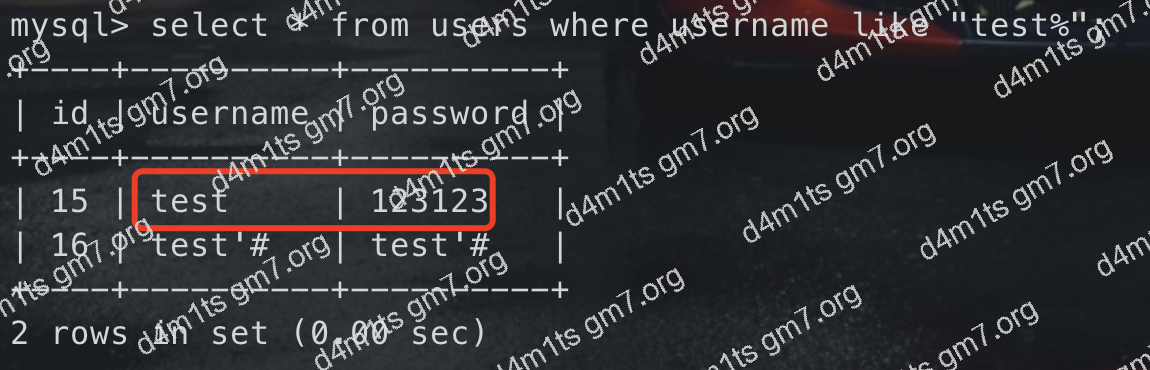 mysql> select * from users where username like "test%";
+----+----------+----------+
| id | username | password |
+----+----------+----------+
| 15 | test     | 123123   |
| 16 | test'#   | test'#   |
+----+----------+----------+
2 rows in set (0.00 sec)
d4m1ts gm7.org